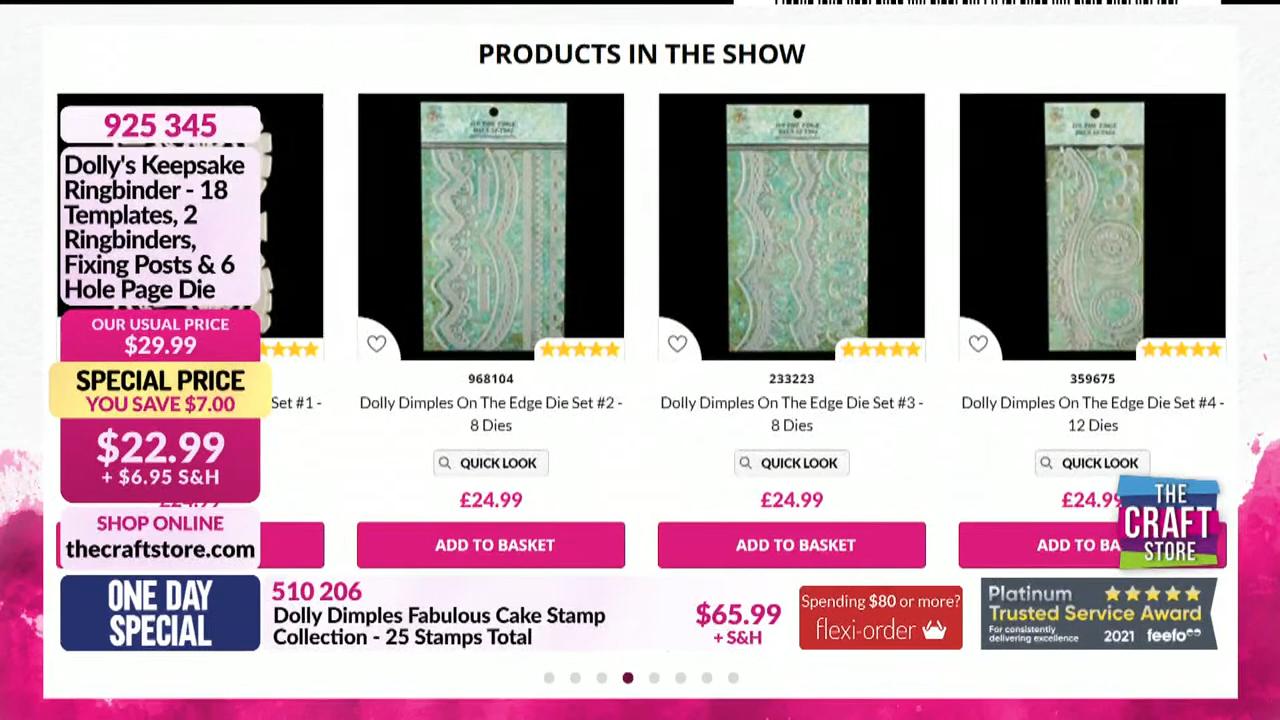 PRODUCTS IN THE SHOW
925 345
Dolly's Keepsake
Ringbinder - 18
Templates, 2
Ringbinders,
Fixing Posts & 6
Hole Page Die
OUR USUAL PRICE
$29.99
SPECIAL PRICE
YOU SAVE $7.00
$22.99
+ $6.95 S&H
SHOP ONLINE
thecraftstore.com
Set #1 -
£24.99
968104
Dolly Dimples On The Edge Die Set #2 -
8 Dies
QUICK LOOK
£24.99
ADD TO BASKET
233223
Dolly Dimples On The Edge Die Set #3 -
8 Dies
QUICK LOOK
£24.99
ADD TO BASKET
359675
Dolly Dimples On The Edge Die Set #4 -
12 Dies
QUICK LOOK
£24.99
ADD TO BA
THE
CRAFT
STORE
ONE DAY
SPECIAL
510 206
Dolly Dimples Fabulous Cake Stamp
Collection - 25 Stamps Total
$65.99
+ S&H
Spending $80 or more?
flexi-order
Platinum
Trusted Service Award
For consistently
delivering excellence
2021 feefo